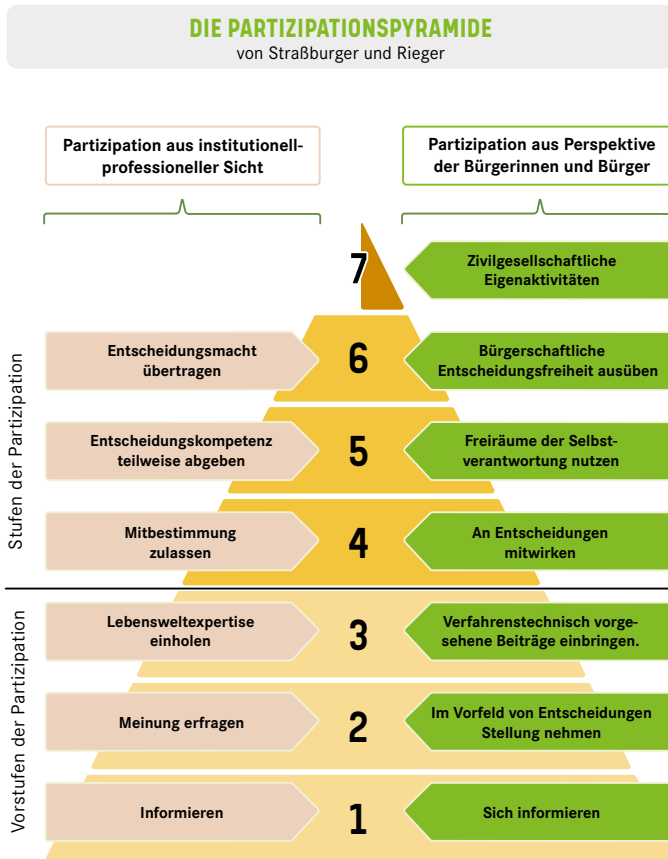 DIE PARTIZIPATIONSPYRAMIDE
von Straßburger und Rieger
Partizipation aus institutionell-
professioneller Sicht
Partizipation aus Perspektive
der Bürgerinnen und Bürger
Stufen der Partizipation
7
Zivilgesellschaftliche
Eigenaktivitäten
Entscheidungsmacht
übertragen
6
Bürgerschaftliche
Entscheidungsfreiheit ausüben
Entscheidungskompetenz
teilweise abgeben
5
Freiräume der Selbst-
verantwortung nutzen
Mitbestimmung
zulassen
4
An Entscheidungen
mitwirken
Vorstufen der Partizipation
Lebensweltexpertise
einholen
3
Verfahrenstechnisch vorge-
sehene Beiträge einbringen.
Meinung erfragen
2
Im Vorfeld von Entscheidungen
Stellung nehmen
Informieren
1
Sich informieren